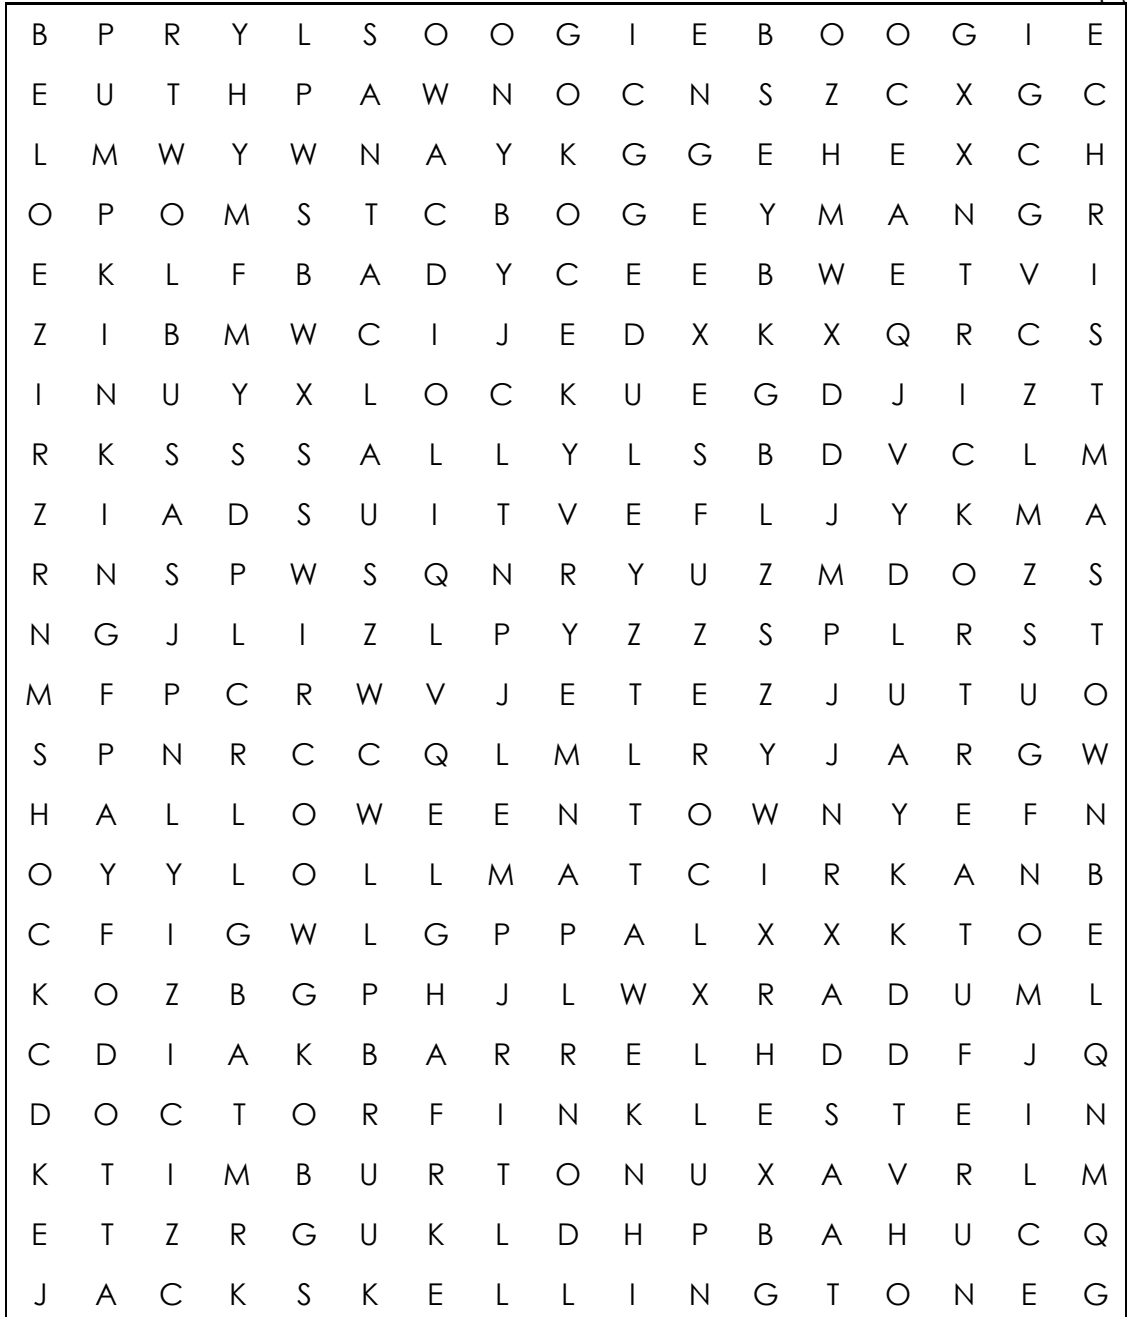 B P R Y L S O O G I E B O O G I E
E U T H P A W N O C N S Z C X G C
L M W Y W N A Y K G G E H E X C H
O P O M S T C B O G E Y M A N G R
E K L F B A D Y C E E B W E T V I
Z I B M W C I J E D X K X Q R C S
I N U Y X L O C K U E G D J I Z T
R K S S S A L L Y L S B D V C L M
Z I A D S U I T V E F L J Y K M A
R N S P W S Q N R Y U Z M D O Z S
N G J L I Z L P Y Z Z S P L R S T
M F P C R W V J E T E Z J U T U O
S P N R C C Q L M L R Y J A R G W
H A L L O W E E N T O W N Y E F N
O Y Y L O L L M A T C I R K A N B
C F I G W L G P P A L X X K T O E
K O Z B G P H J L W X R A D U M L
C D I A K B A R R E L H D D F J Q
D O C T O R F I N K L E S T E I N
K T I M B U R T O N U X A V R L M
E T Z R G U K L D H P B A H U C Q
J A C K S K E L L I N G T O N E G